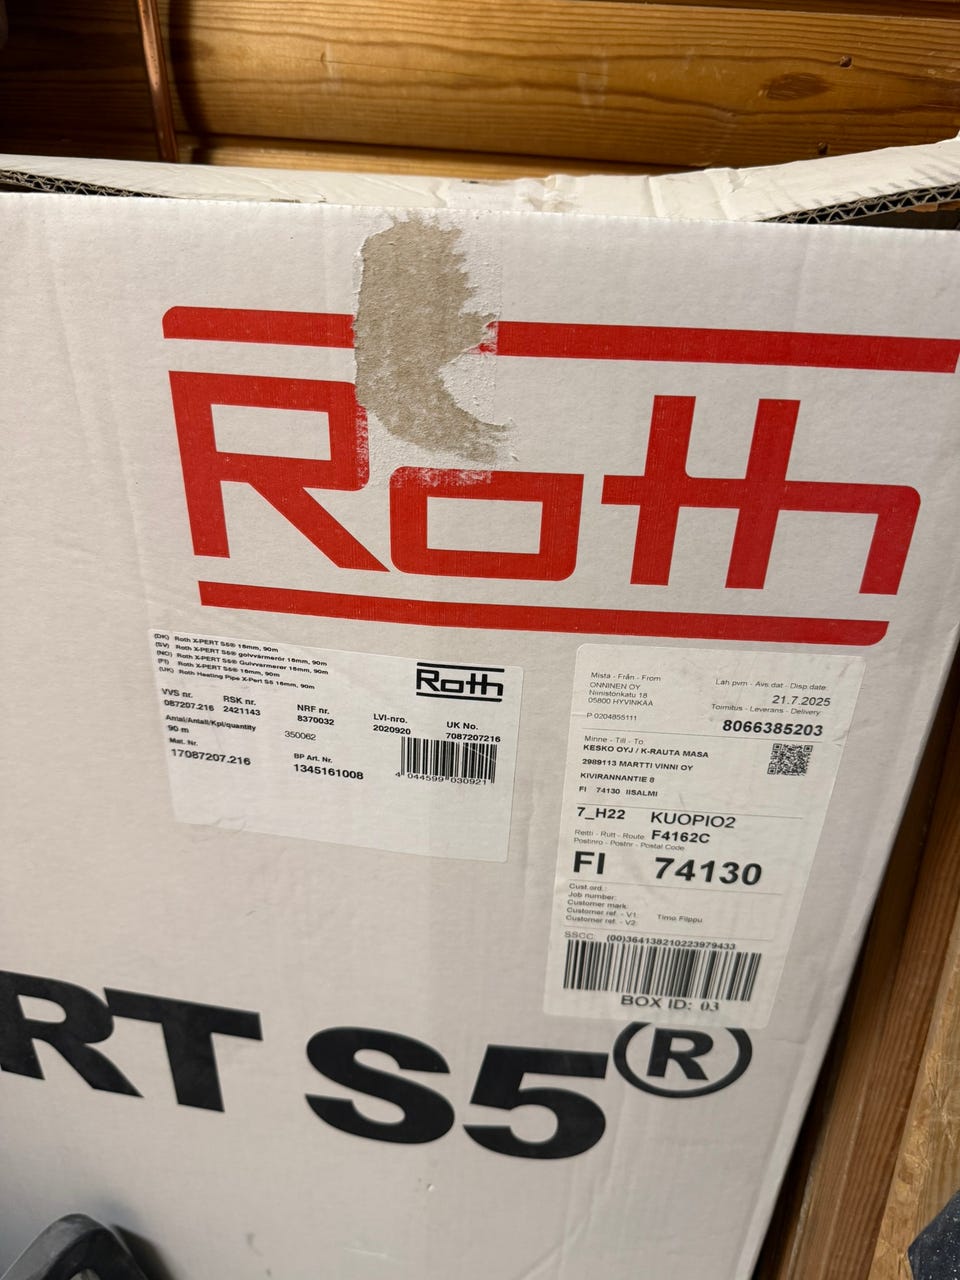 Roth
(DK) Roth X-PERT S5® 16mm, 90m
(SV) Roth X-PERT S5® golvvärmerör 16mm, 90m
(NO) Roth X-PERT S5® Gulvvarmerør 16mm, 90m
(FI) Roth X-PERT S5® 16mm, 90m
(UK) Roth Heating Pipe X-Pert S5 16mm, 90m
Roth
VVS nr. RSK nr. NRF nr. LVI-nro. UK No.
087207.216 2421143 8370032 2020920 7087207216
Antal/Antall/Kpl/quantity
90 m 350062
Mat. Nr. BP Art. Nr.
17087207.216 1345161008
4 044599 030921
Mistä - Från - From
ONNINEN OY
Niinistönkatu 18
05800 HYVINKÄÄ
P 0204855111
Läh.pvm - Avs.dat - Disp.date:
21.7.2025
Toimitus - Leverans - Delivery:
8066385203
Minne - Till - To:
KESKO OYJ / K-RAUTA MASA
2989113 MARTTI VINNI OY
KIVIRANNANTIE 8
FI 74130 IISALMI
7_H22 KUOPIO2
Reitti - Rutt - Route: F4162C
Postinro - Postnr - Postal Code
FI 74130
Cust.ord.:
Job number:
Customer mark:
Customer ref. - V1: Timo Filppu
Customer ref. - V2:
SSCC: (00)364138210223979433
BOX ID: 03
RT S5®